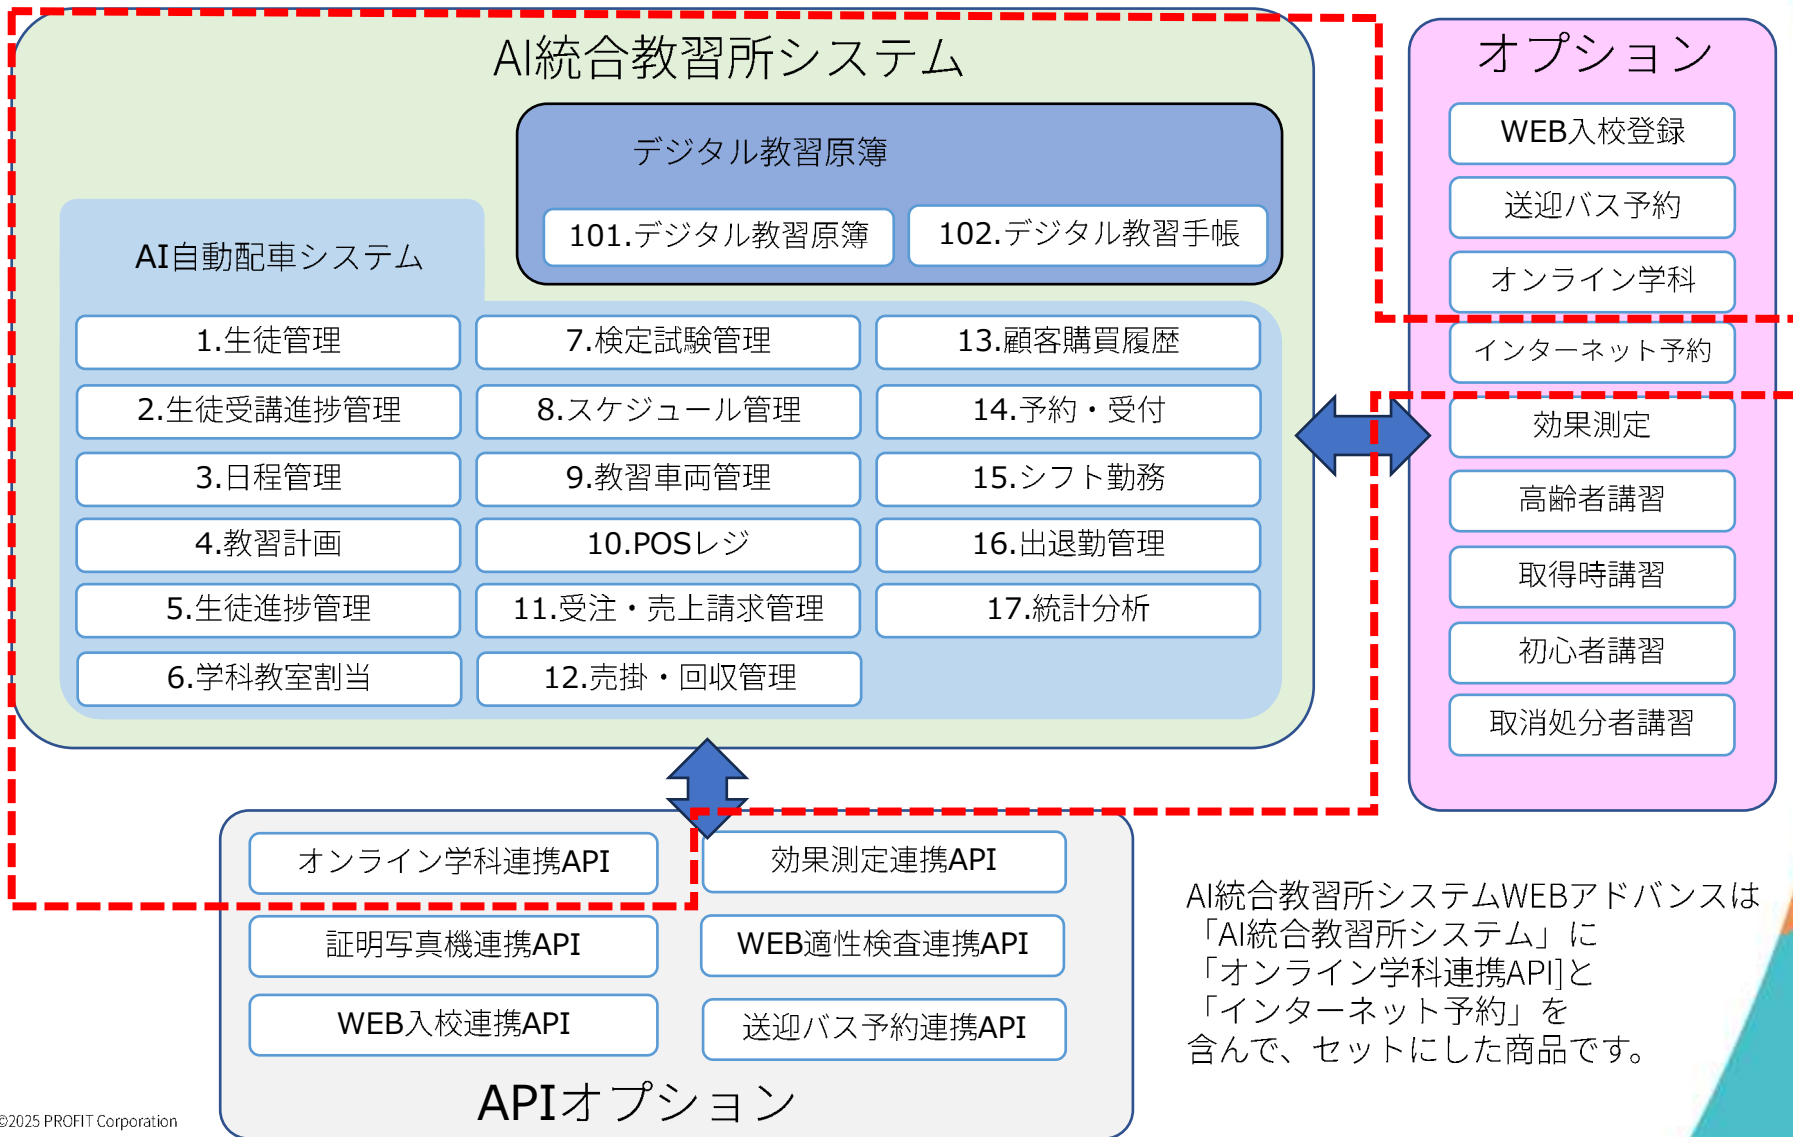 AI統合教習所システム
デジタル教習原簿
101.デジタル教習原簿
102.デジタル教習手帳
AI自動配車システム
1.生徒管理
2.生徒受講進捗管理
3.日程管理
4.教習計画
5.生徒進捗管理
6.学科教室割当
7.検定試験管理
8.スケジュール管理
9.教習車両管理
10.POSレジ
11.受注・売上請求管理
12.売掛・回収管理
13.顧客購買履歴
14.予約・受付
15.シフト勤務
16.出退勤管理
17.統計分析
オプション
WEB入校登録
送迎バス予約
オンライン学科
インターネット予約
効果測定
高齢者講習
取得時講習
初心者講習
取消処分者講習
オンライン学科連携API
効果測定連携API
証明写真機連携API
WEB適性検査連携API
WEB入校連携API
送迎バス予約連携API
APIオプション
AI統合教習所システムWEBアドバンスは
「AI統合教習所システム」に
「オンライン学科連携API]と
「インターネット予約」を
含んで、セットにした商品です。
©2025 PROFIT Corporation